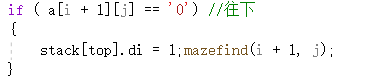 if ( a[i + 1][j] == '0') //往下
{
stack[top].di = 1;mazefind(i + 1, j);
}